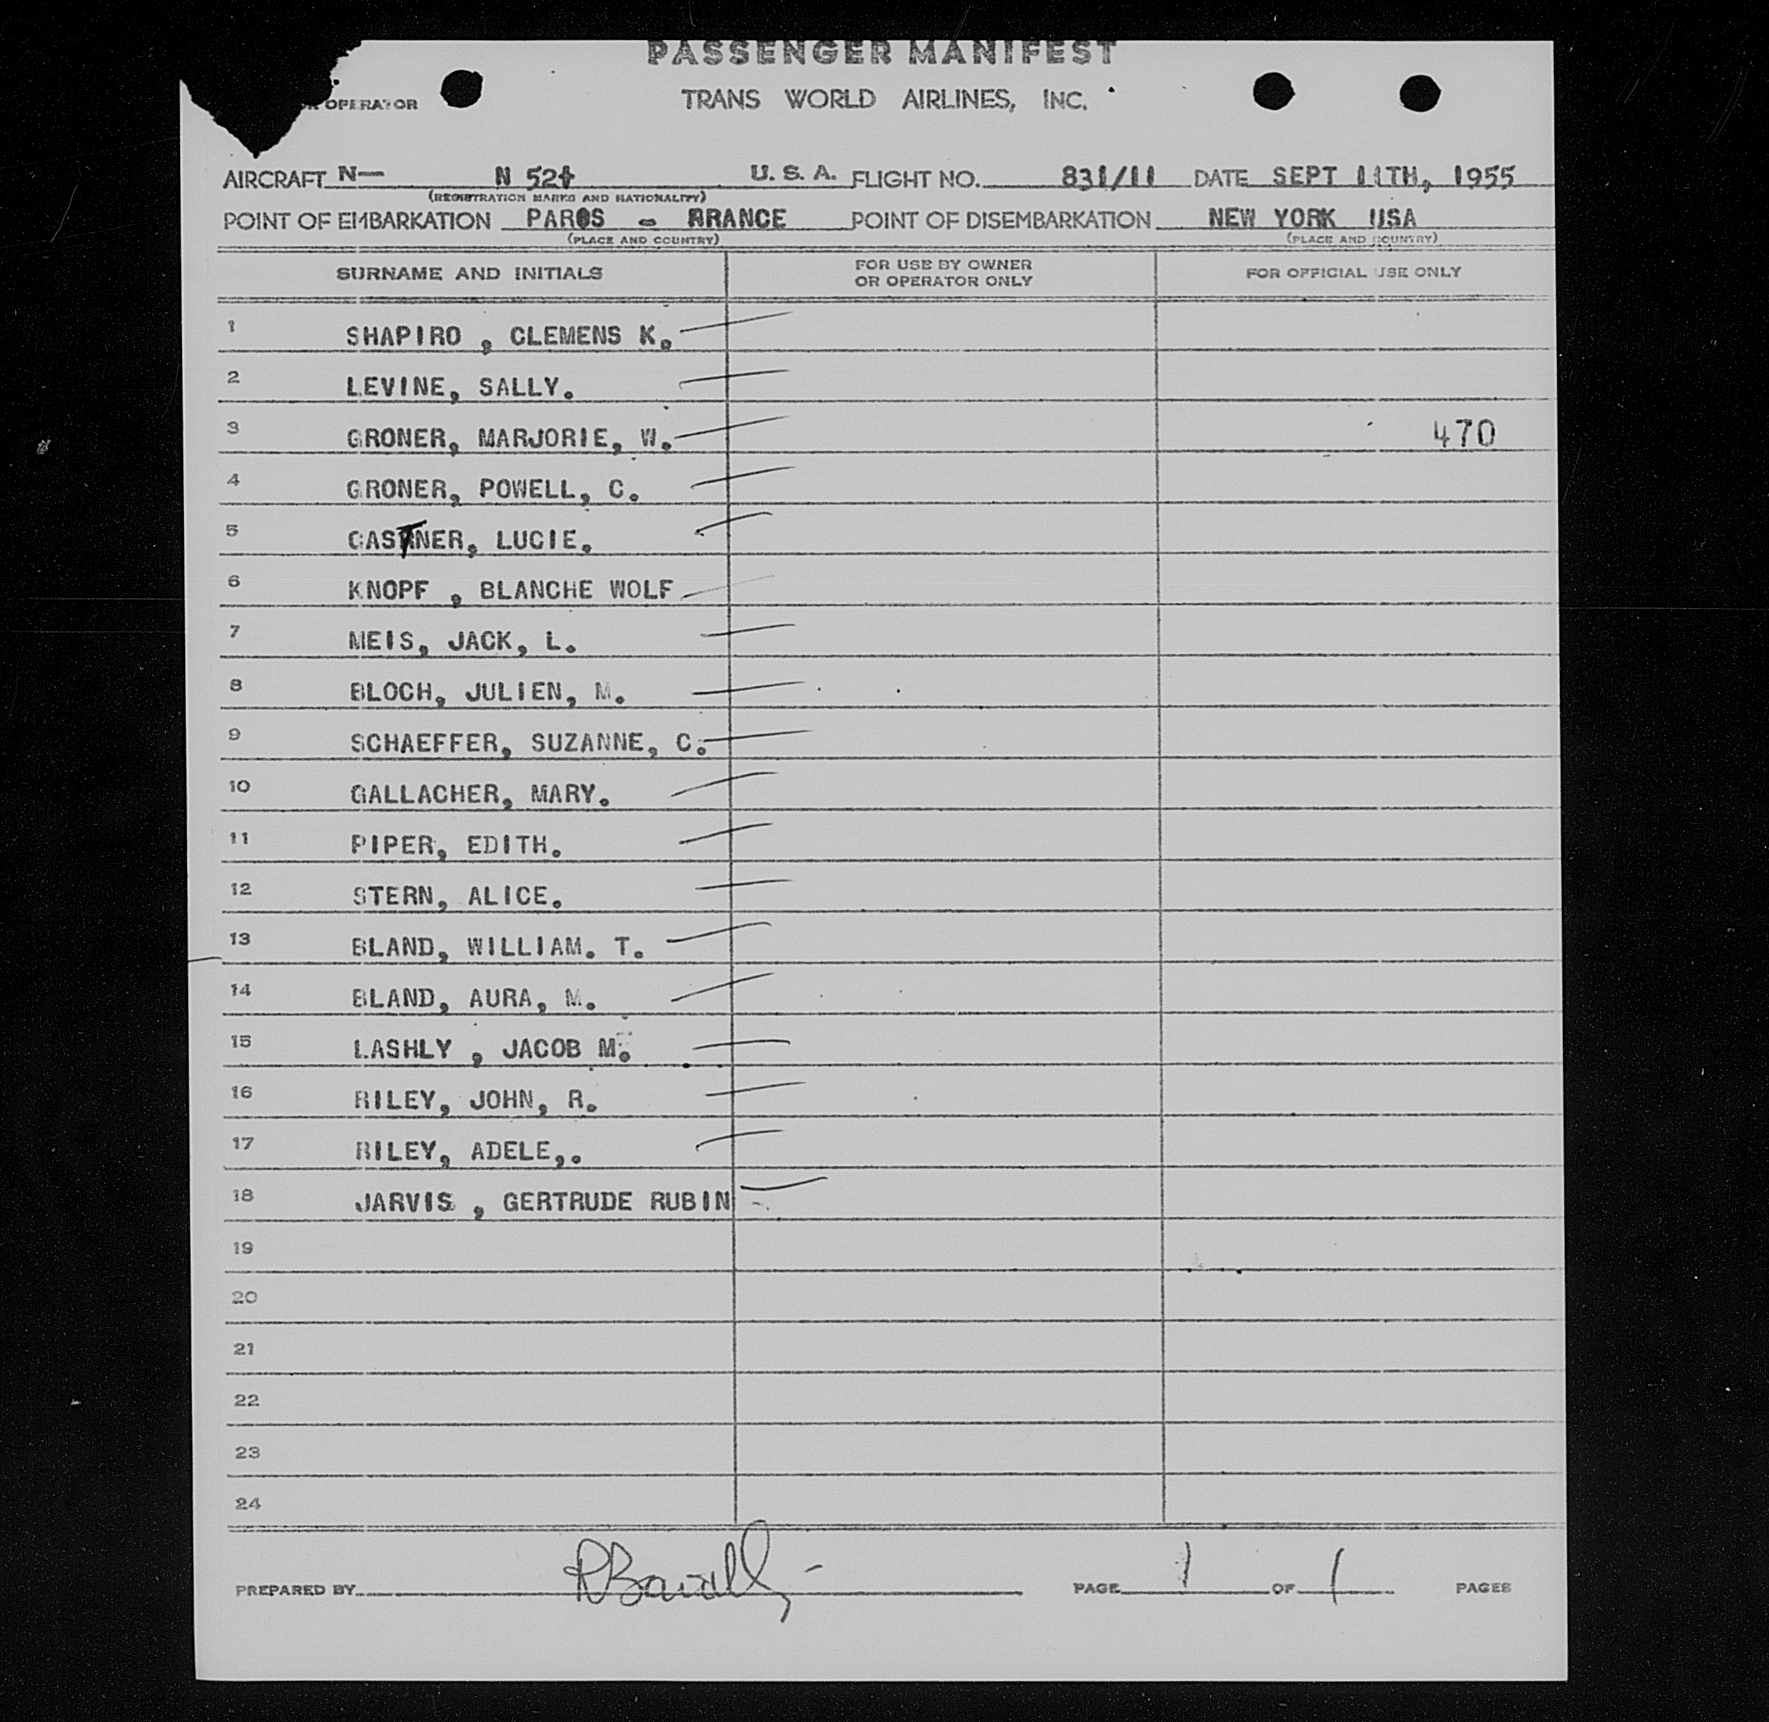 PASSENGER MANIFEST
OPERATOR
TRANS WORLD AIRLINES, INC.
AIRCRAFT N— N 52 U. S. A. FLIGHT NO. 831/11 DATE SEPT 11TH, 1955
(REGISTRATION MARKS AND NATIONALITY)
POINT OF EMBARKATION PAROS - RRANCE POINT OF DISEMBARKATION NEW YORK USA
(PLACE AND COUNTRY) (PLACE AND COUNTRY)
SURNAME AND INITIALS FOR USE BY OWNER OR OPERATOR ONLY FOR OFFICIAL USE ONLY
1 SHAPIRO , CLEMENS K.
2 LEVINE, SALLY.
3 GRONER, MARJORIE, W. 470
4 GRONER, POWELL, C.
5 CASTNER, LUCIE.
6 KNOPF , BLANCHE WOLF
7 MEIS, JACK, L.
8 BLOCH, JULIEN, M.
9 SCHAEFFER, SUZANNE, C.
10 GALLACHER, MARY.
11 PIPER, EDITH.
12 STERN, ALICE.
13 BLAND, WILLIAM. T.
14 BLAND, AURA, M.
15 LASHLY , JACOB M.
16 RILEY, JOHN, R.
17 RILEY, ADELE,.
18 JARVIS , GERTRUDE RUBIN
19
20
21
22
23
24
PREPARED BY PAGE 1 OF 1 PAGES